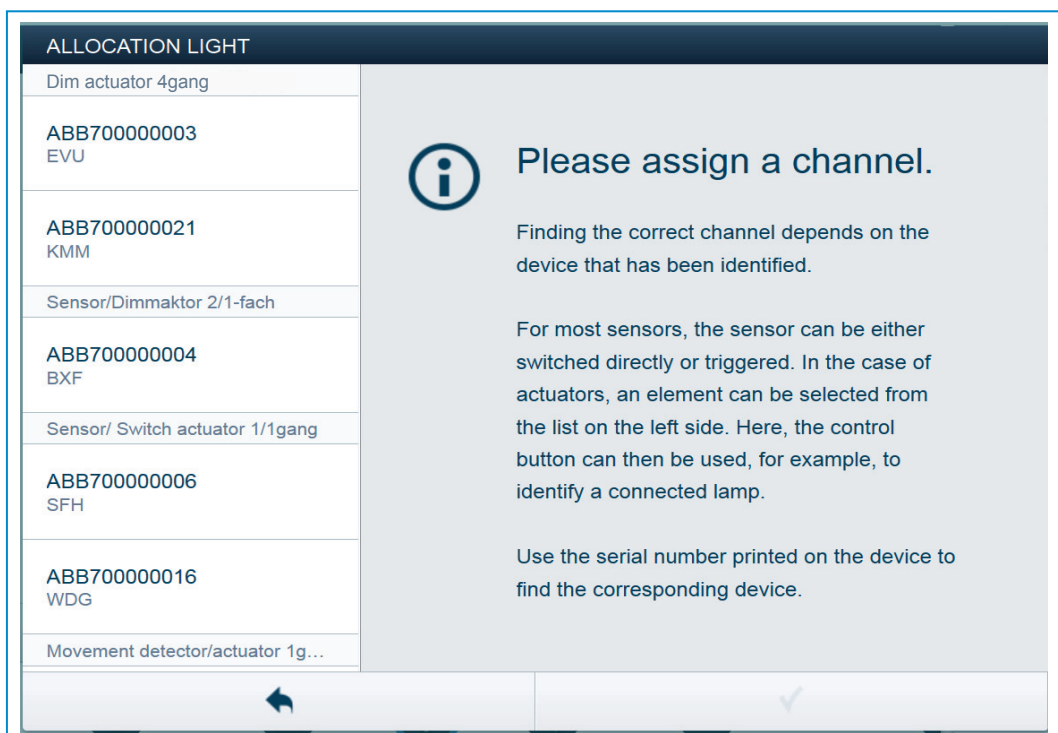 ALLOCATION LIGHT
Dim actuator 4gang
ABB700000003
EVU
ABB700000021
KMM
Sensor/Dimmaktor 2/1-fach
ABB700000004
BXF
Sensor/ Switch actuator 1/1gang
ABB700000006
SFH
ABB700000016
WDG
Movement detector/actuator 1g...
Please assign a channel.
Finding the correct channel depends on the
device that has been identified.
For most sensors, the sensor can be either
switched directly or triggered. In the case of
actuators, an element can be selected from
the list on the left side. Here, the control
button can then be used, for example, to
identify a connected lamp.
Use the serial number printed on the device to
find the corresponding device.